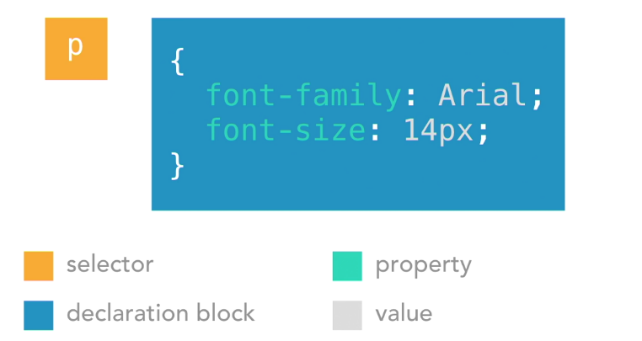 p
{
font-family: Arial;
font-size: 14px;
}
selector
property
declaration block
value